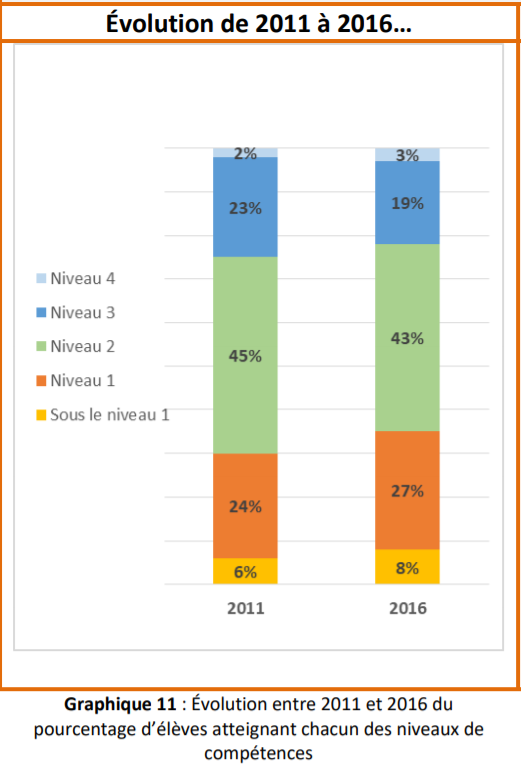 Évolution de 2011 à 2016…
2% 3%
23% 19%
Niveau 4
Niveau 3
Niveau 2
45% 43%
Niveau 1
Sous le niveau 1
24% 27%
6% 8%
2011 2016
Graphique 11 : Évolution entre 2011 et 2016 du
pourcentage d’élèves atteignant chacun des niveaux de
compétences